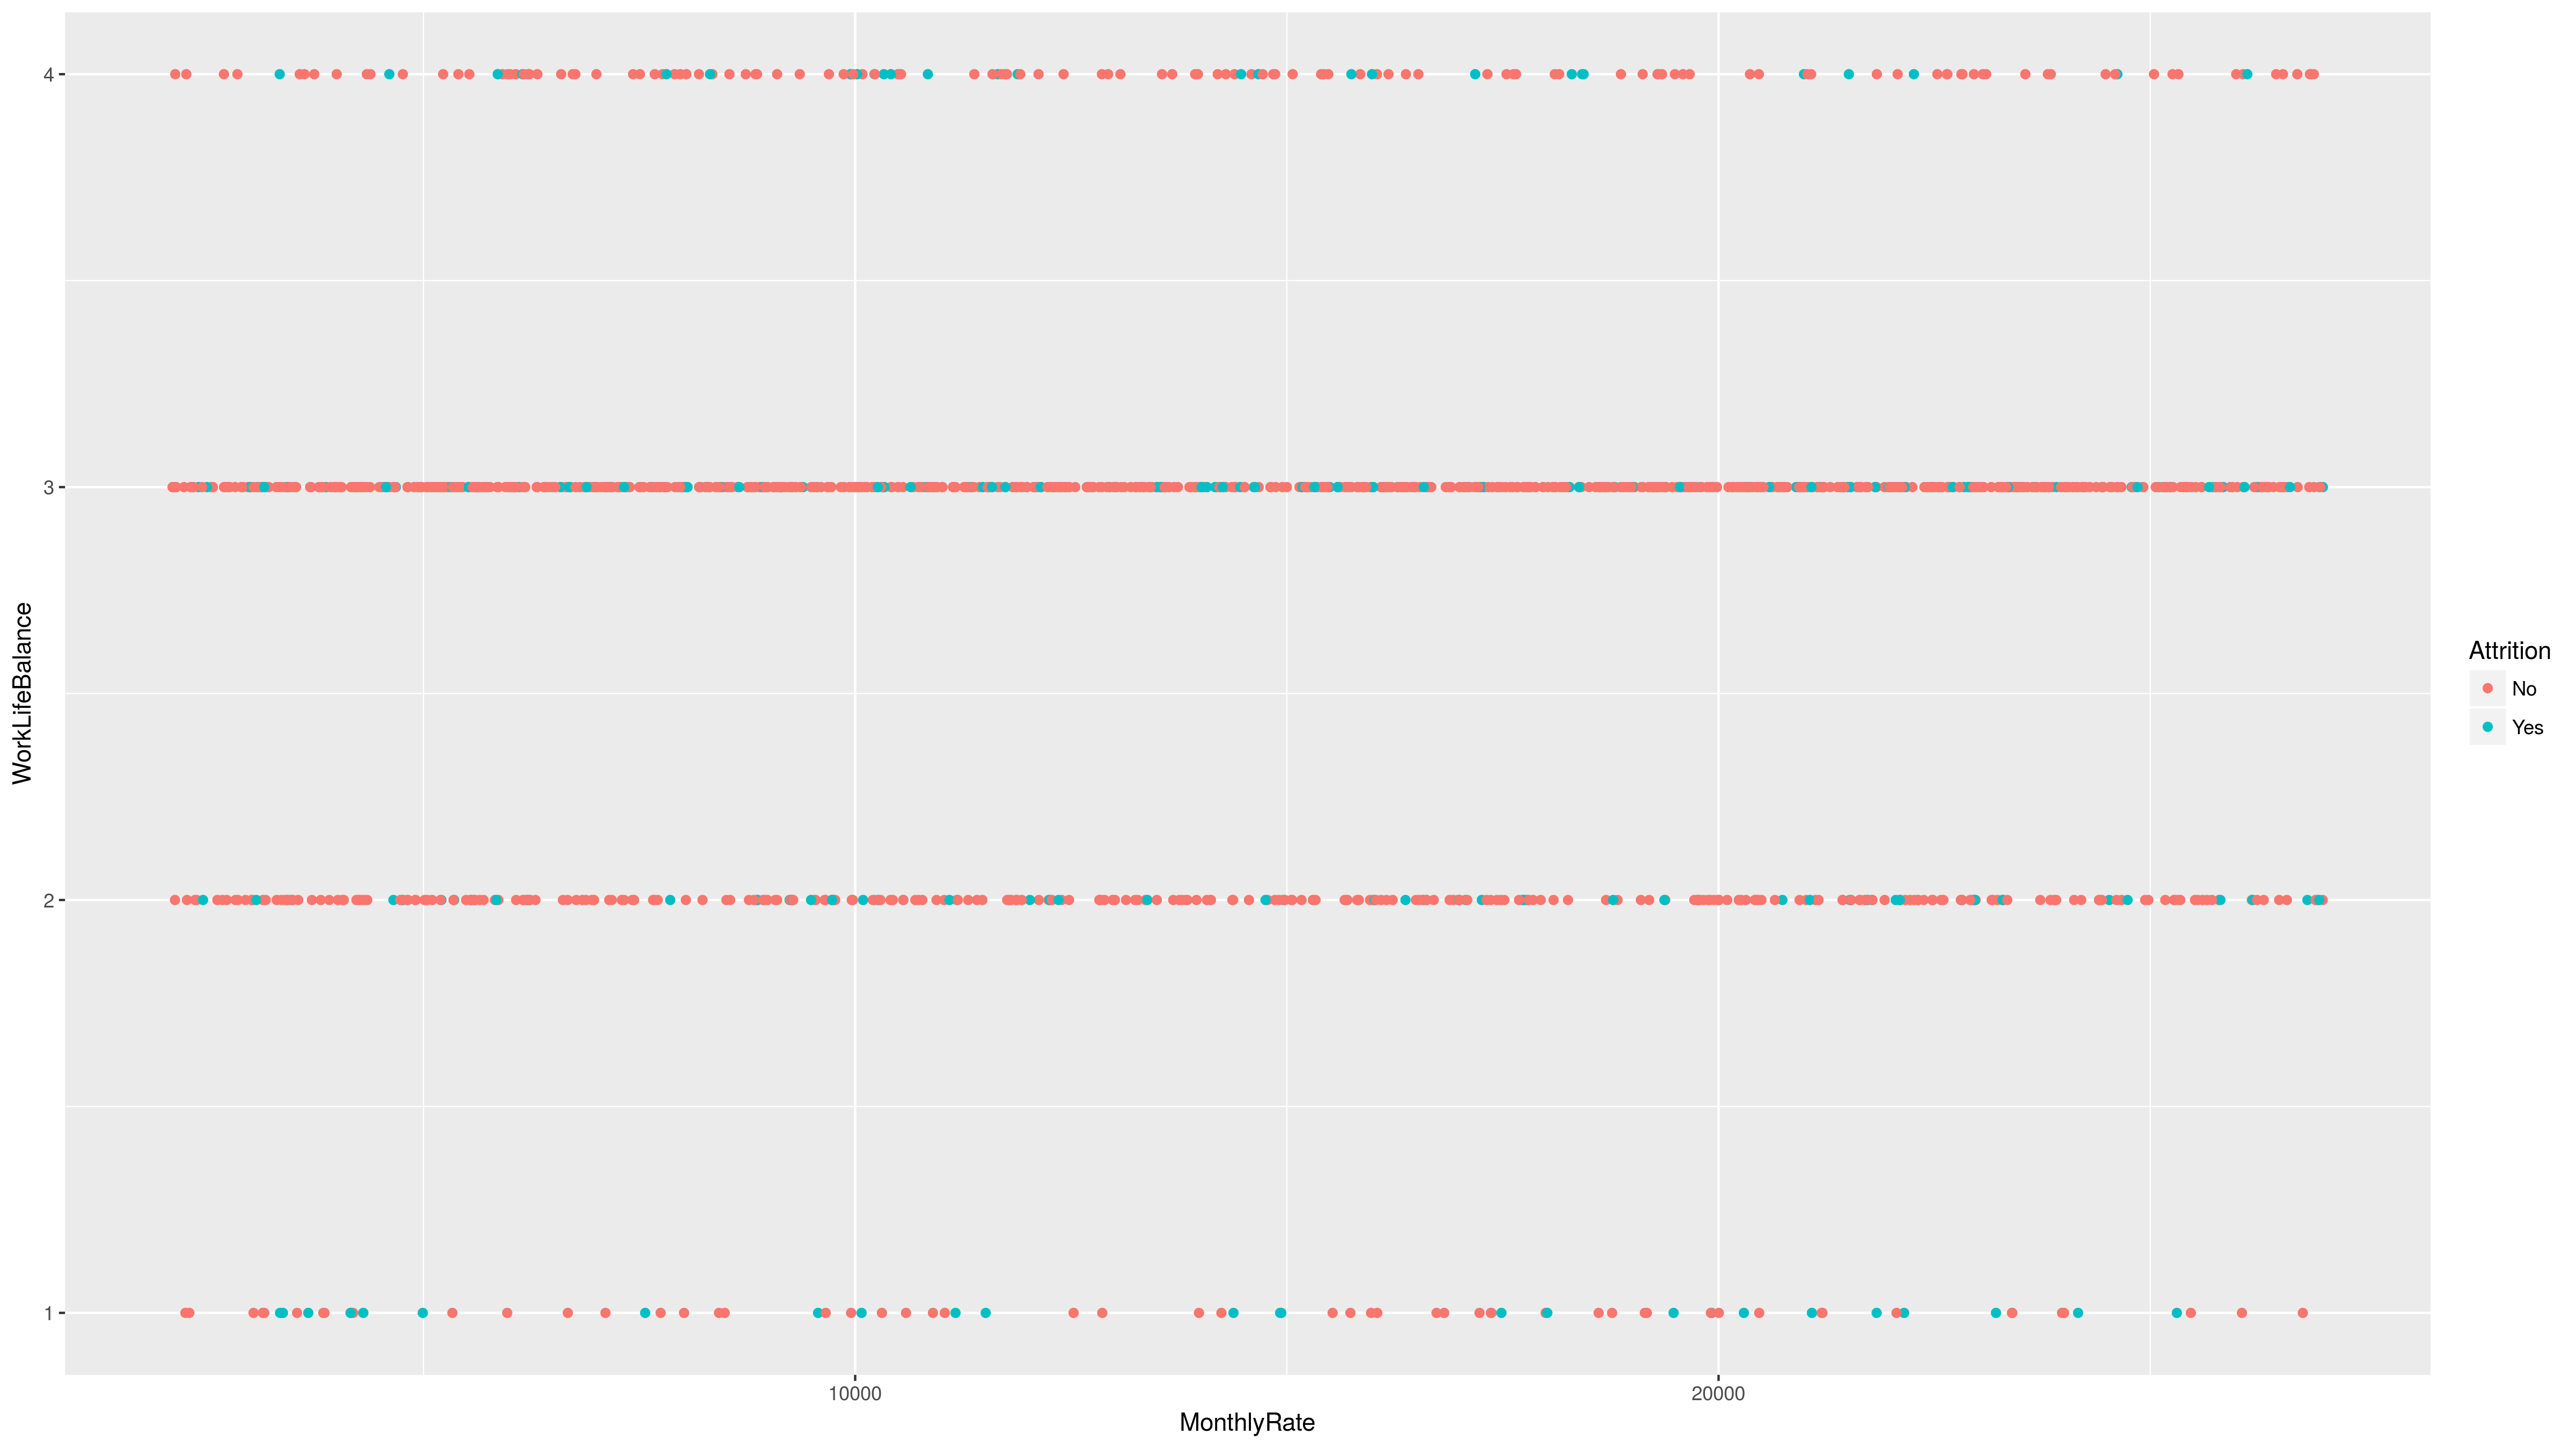 4
3
2
1
WorkLifeBalance
10000
20000
MonthlyRate
Attrition
No
Yes